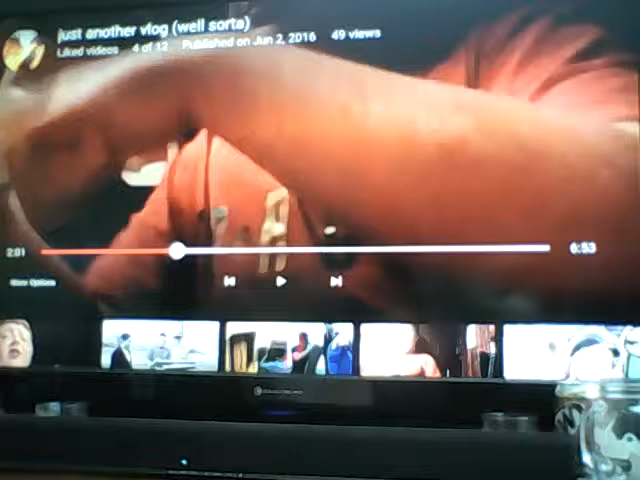 just another vlog (well sorta)
Liked videos 4 of 12 Published on Jun 2, 2016 49 views
2:01 6:53
More Options